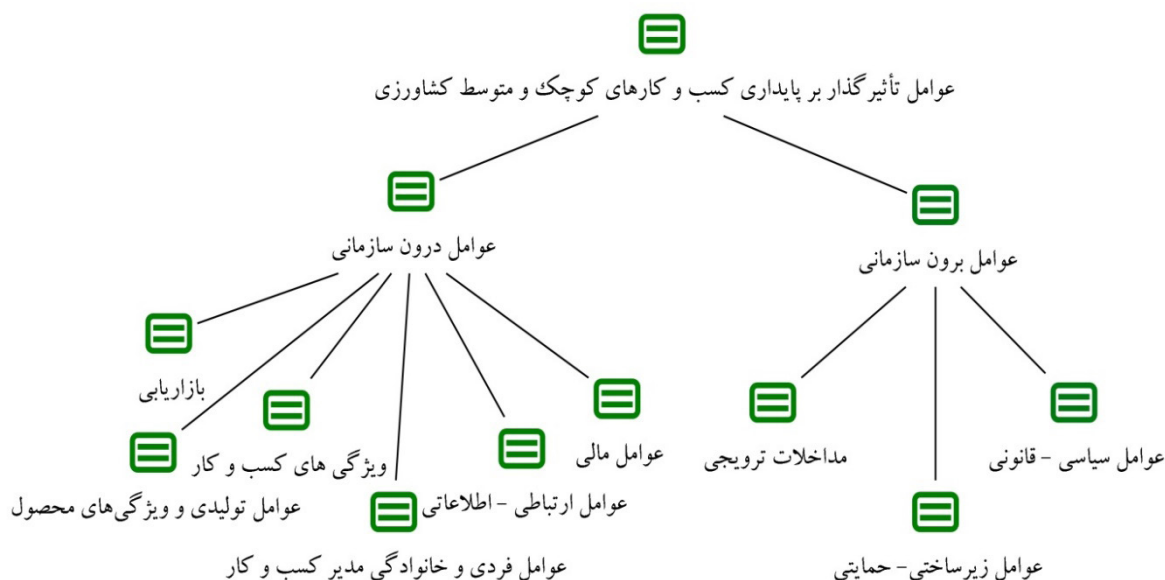 عوامل تأثیرگذار بر پایداری کسب و کارهای کوچک و متوسط کشاورزی
عوامل برون سازمانی
عوامل درون سازمانی
عوامل سیاسی - قانونی
مداخلات ترویجی
عوامل زیرساختی- حمایتی
عوامل مالی
عوامل ارتباطی - اطلاعاتی
عوامل فردی و خانوادگی مدیر کسب و کار
ویژگی های کسب و کار
عوامل تولیدی و ویژگی‌های محصول
بازاریابی